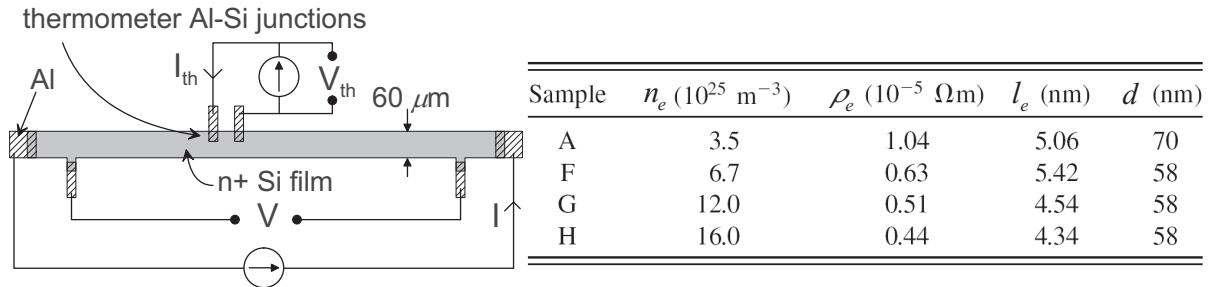 thermometer Al-Si junctions
Al
I_th
V_th
60 μm
n+ Si film
V
I
Sample n_e (10^25 m^−3) ρ_e (10^−5 Ωm) l_e (nm) d (nm)
A 3.5 1.04 5.06 70
F 6.7 0.63 5.42 58
G 12.0 0.51 4.54 58
H 16.0 0.44 4.34 58